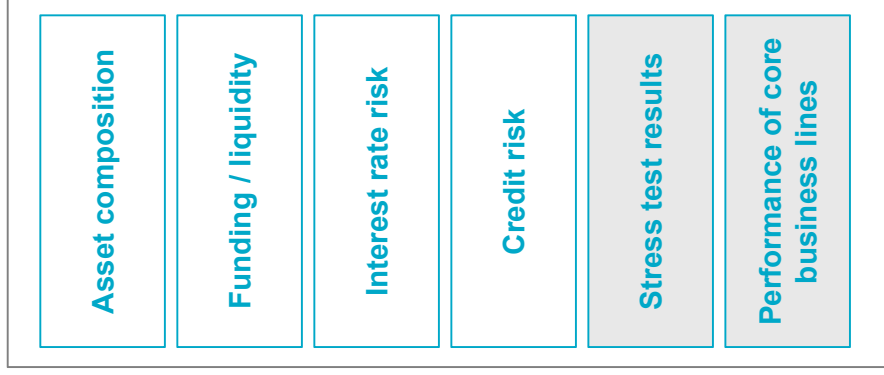 Asset composition
Funding / liquidity
Interest rate risk
Credit risk
Stress test results
Performance of core
business lines